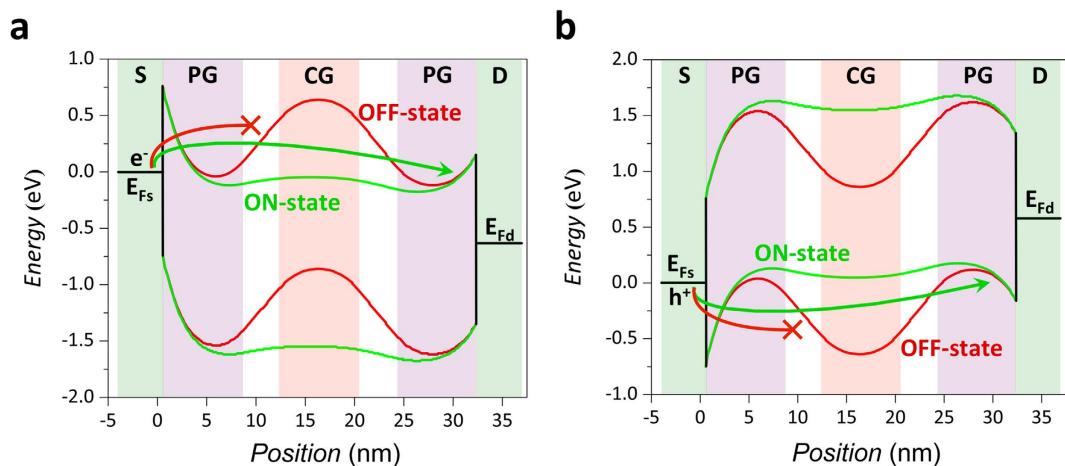 a
S PG CG PG D
1.0
0.5
0.0
-0.5
-1.0
-1.5
-2.0
Energy (eV)
OFF-state
e-
EFs
ON-state
EFd
-5 0 5 10 15 20 25 30 35
Position (nm)
b
S PG CG PG D
2.0
1.5
1.0
0.5
0.0
-0.5
-1.0
Energy (eV)
EFd
ON-state
EFs
h+
OFF-state
-5 0 5 10 15 20 25 30 35
Position (nm)